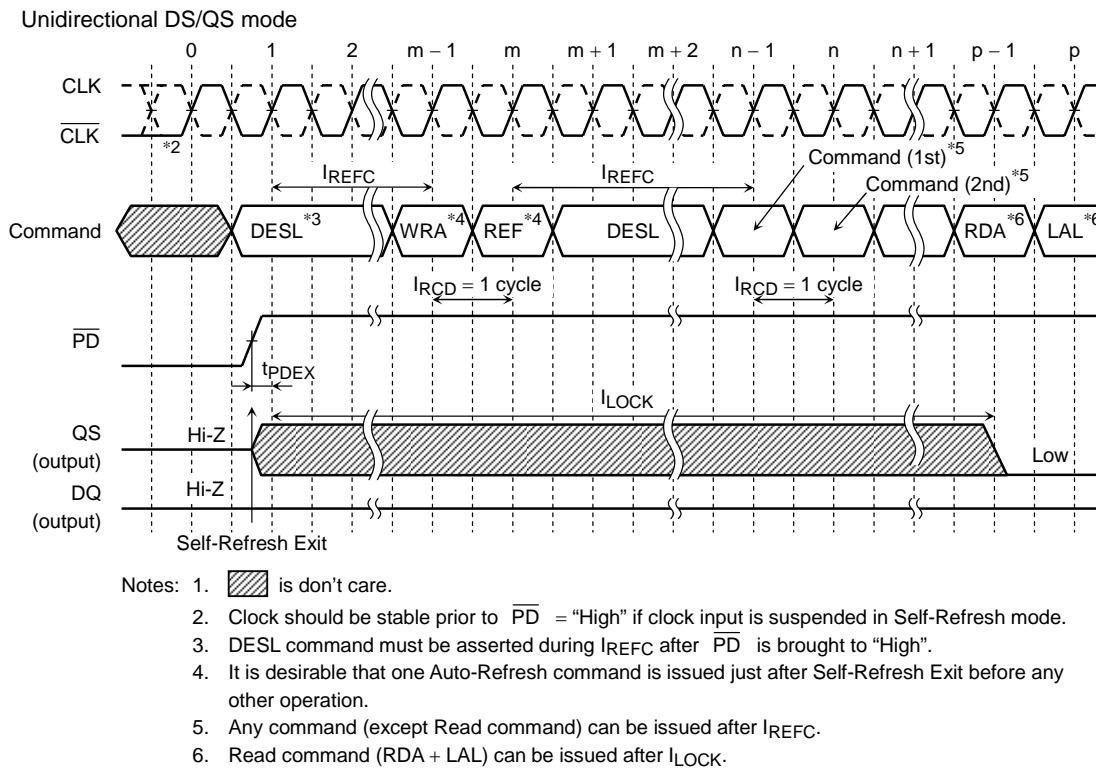 Unidirectional DS/QS mode
0 1 2 m − 1 m m + 1 m + 2 n − 1 n n + 1 p − 1 p
CLK
CLK
*2
Command (1st)*5
IREFC IREFC
Command (2nd)*5
Command DESL*3 WRA*4 REF*4 DESL RDA*6 LAL*6
IRCD = 1 cycle IRCD = 1 cycle
PD
tPDEX
ILOCK
QS
(output)
Hi-Z
Low
DQ
(output)
Hi-Z
Self-Refresh Exit
Notes: 1. is don't care.
2. Clock should be stable prior to PD = “High” if clock input is suspended in Self-Refresh mode.
3. DESL command must be asserted during IREFC after PD is brought to “High”.
4. It is desirable that one Auto-Refresh command is issued just after Self-Refresh Exit before any
other operation.
5. Any command (except Read command) can be issued after IREFC.
6. Read command (RDA + LAL) can be issued after ILOCK.